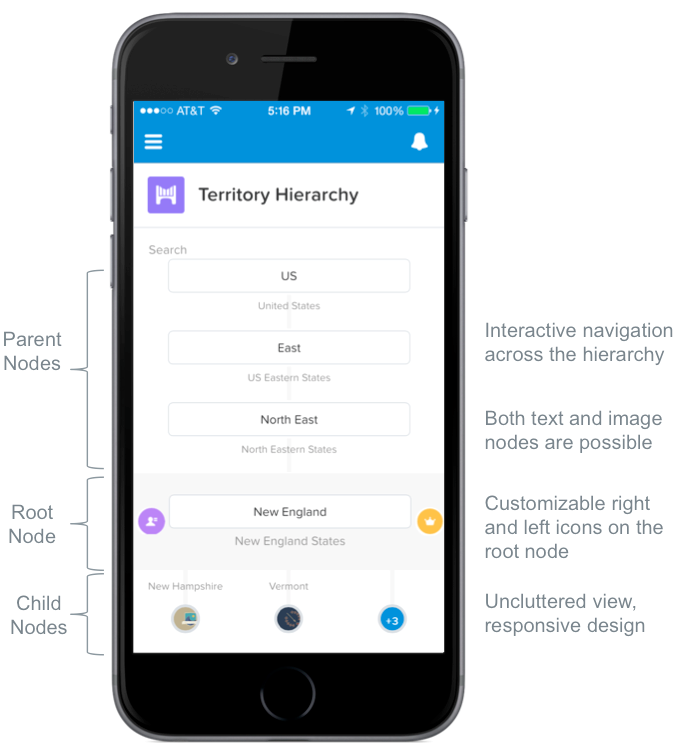 AT&T 5:16 PM 100%
Territory Hierarchy
Search
US
United States
East
US Eastern States
North East
North Eastern States
New England
New England States
New Hampshire Vermont
+3
Parent
Nodes
Root
Node
Child
Nodes
Interactive navigation
across the hierarchy
Both text and image
nodes are possible
Customizable right
and left icons on the
root node
Uncluttered view,
responsive design